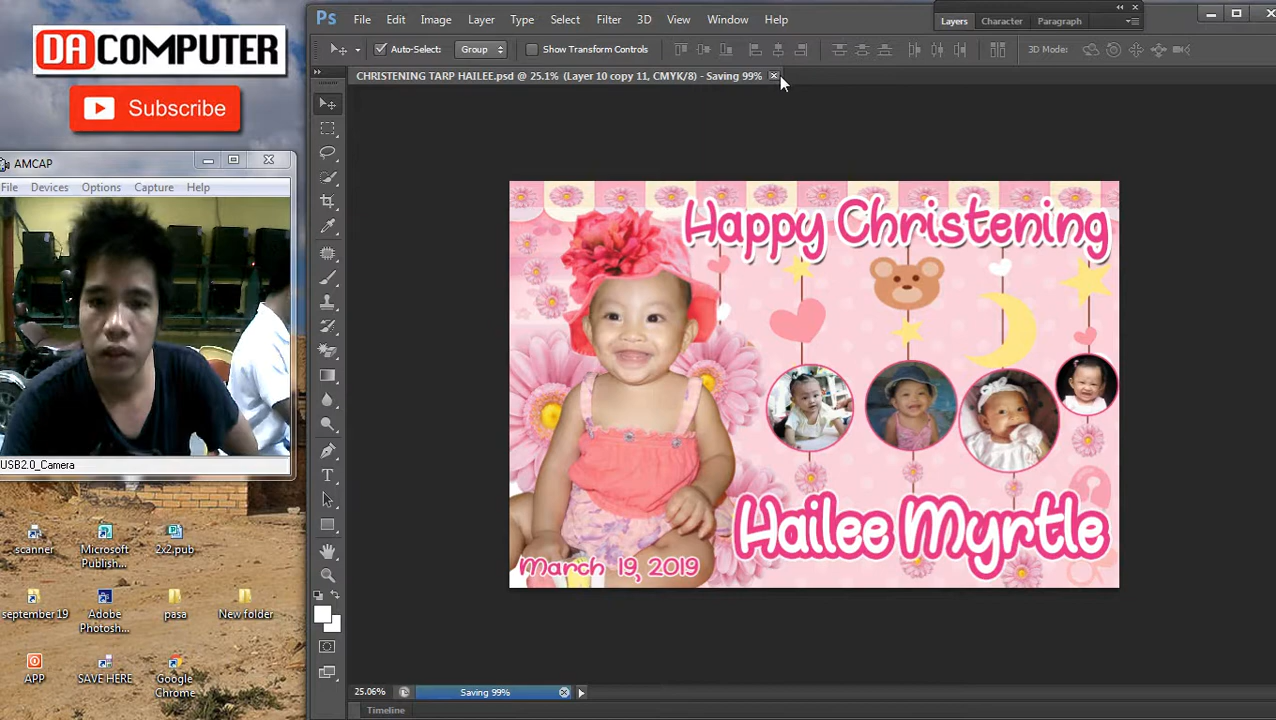 DACOMPUTER
Subscribe
AMCAP
File Devices Options Capture Help
USB2.0_Camera
scanner
Microsoft Publish...
2x2.pub
september 19
Adobe Photosh...
pasa
New folder
APP
SAVE HERE
Google Chrome
Ps File Edit Image Layer Type Select Filter 3D View Window Help
Layers Character Paragraph
Auto-Select: Group Show Transform Controls 3D Mode:
CHRISTENING TARP HAILEE.psd @ 25.1% (Layer 10 copy 11, CMYK/8) - Saving 99%
Happy Christening
Hailee Myrtle
March 19, 2019
25.06% Saving 99%
Timeline